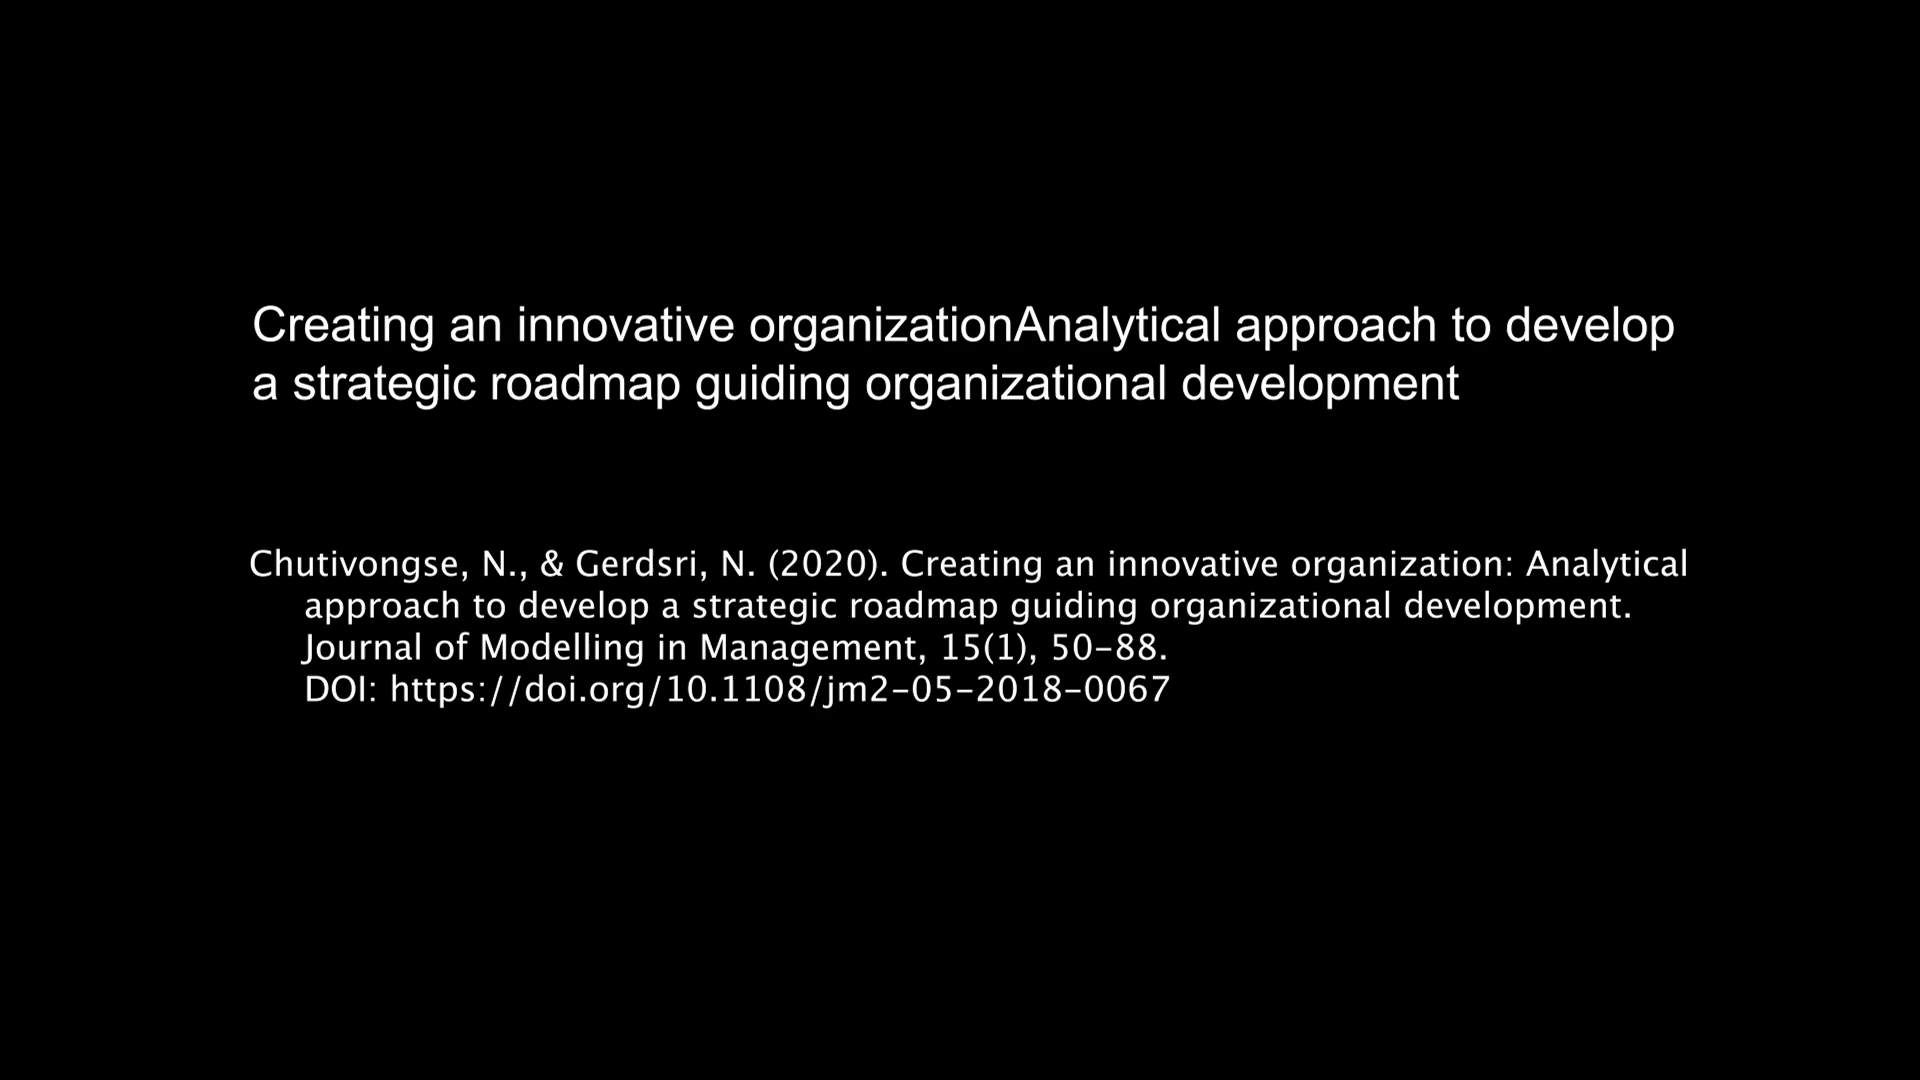 Creating an innovative organizationAnalytical approach to develop
a strategic roadmap guiding organizational development
Chutivongse, N., & Gerdsri, N. (2020). Creating an innovative organization: Analytical
approach to develop a strategic roadmap guiding organizational development.
Journal of Modelling in Management, 15(1), 50–88.
DOI: https://doi.org/10.1108/jm2-05-2018-0067